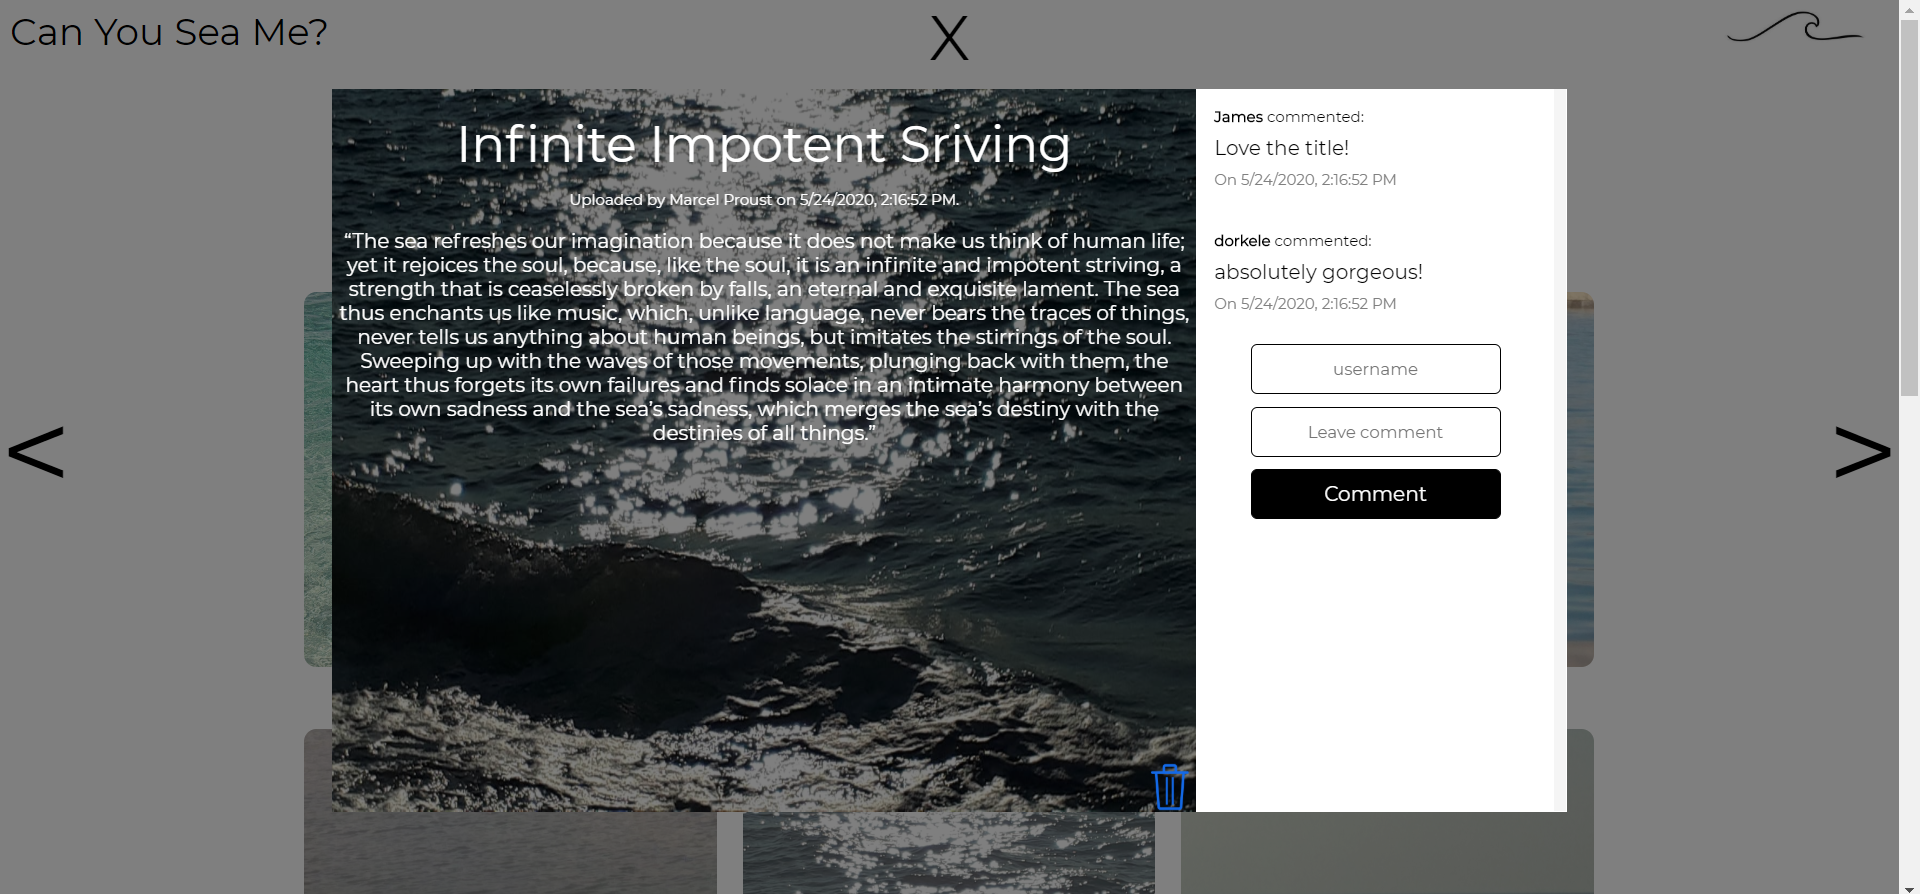 Can You Sea Me?
X
Infinite Impotent Sriving
Uploaded by Marcel Proust on 5/24/2020, 2:16:52 PM.
“The sea refreshes our imagination because it does not make us think of human life;
yet it rejoices the soul, because, like the soul, it is an infinite and impotent striving, a
strength that is ceaselessly broken by falls, an eternal and exquisite lament. The sea
thus enchants us like music, which, unlike language, never bears the traces of things,
never tells us anything about human beings, but imitates the stirrings of the soul.
Sweeping up with the waves of those movements, plunging back with them, the
heart thus forgets its own failures and finds solace in an intimate harmony between
its own sadness and the sea’s sadness, which merges the sea’s destiny with the
destinies of all things.”
James commented:
Love the title!
On 5/24/2020, 2:16:52 PM
dorkele commented:
absolutely gorgeous!
On 5/24/2020, 2:16:52 PM
username
Leave comment
Comment
<
>